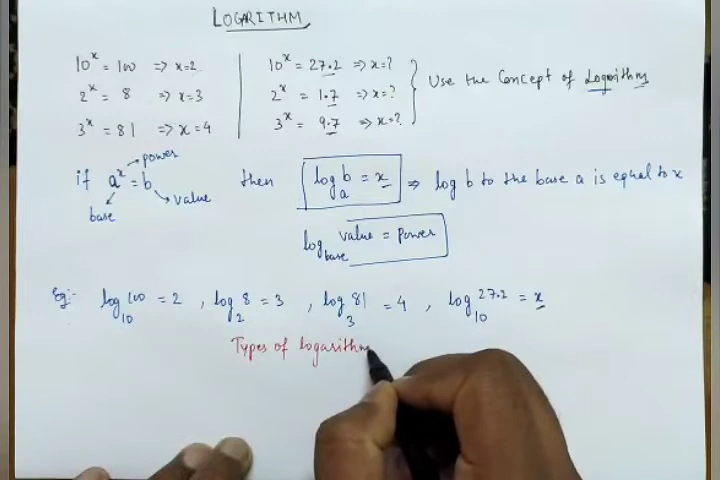 LOGARITHM
10^x = 100 => x=2
2^x = 8 => x=3
3^x = 81 => x=4
10^x = 27.2 => x=?
2^x = 1.7 => x=?
3^x = 9.7 => x=?
Use the Concept of Logarithm
if a^x = b
power
base
value
then log_a b = x => log b to the base a is equal to x
log_base value = power
Eg:- log_10 100 = 2 , log_2 8 = 3 , log_3 81 = 4 , log_10 27.2 = x
Types of logarithm